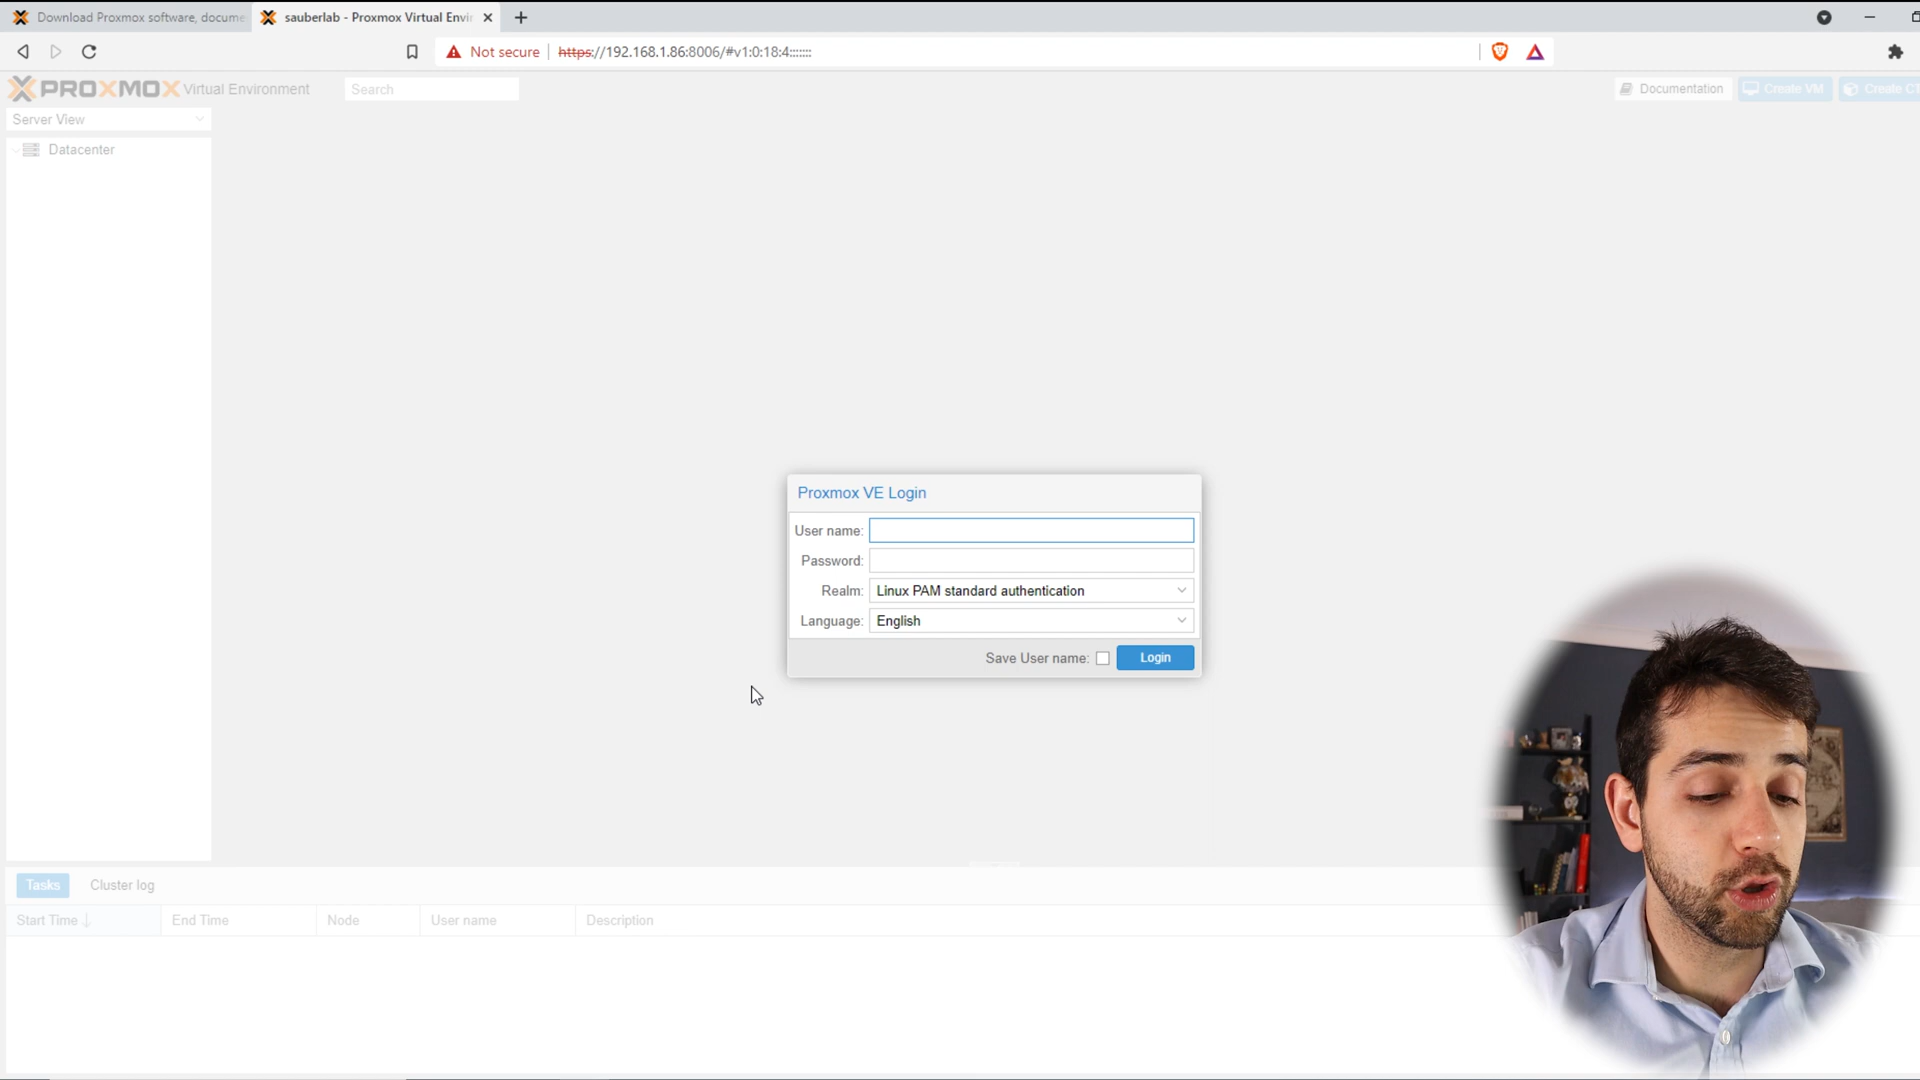 Download Proxmox software, docume
sauberlab - Proxmox Virtual Envir
Not secure https://192.168.1.86:8006/#v1:0:18:4:::::::
PROXMOX Virtual Environment Search Documentation Create VM Create CT
Server View
Datacenter
Proxmox VE Login
User name:
Password:
Realm: Linux PAM standard authentication
Language: English
Save User name: Login
Tasks Cluster log
Start Time End Time Node User name Description